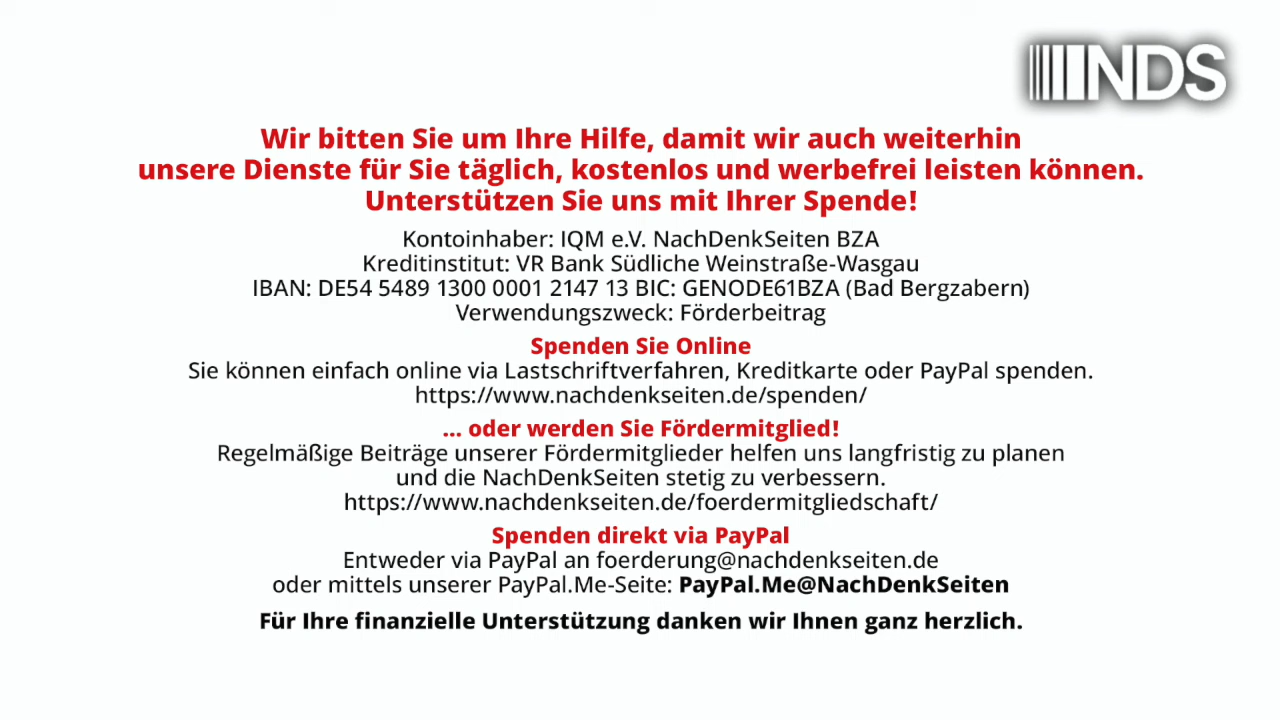 NDS
Wir bitten Sie um Ihre Hilfe, damit wir auch weiterhin
unsere Dienste für Sie täglich, kostenlos und werbefrei leisten können.
Unterstützen Sie uns mit Ihrer Spende!
Kontoinhaber: IQM e.V. NachDenkSeiten BZA
Kreditinstitut: VR Bank Südliche Weinstraße-Wasgau
IBAN: DE54 5489 1300 0001 2147 13 BIC: GENODE61BZA (Bad Bergzabern)
Verwendungszweck: Förderbeitrag
Spenden Sie Online
Sie können einfach online via Lastschriftverfahren, Kreditkarte oder PayPal spenden.
https://www.nachdenkseiten.de/spenden/
... oder werden Sie Fördermitglied!
Regelmäßige Beiträge unserer Fördermitglieder helfen uns langfristig zu planen
und die NachDenkSeiten stetig zu verbessern.
https://www.nachdenkseiten.de/foerdermitgliedschaft/
Spenden direkt via PayPal
Entweder via PayPal an foerderung@nachdenkseiten.de
oder mittels unserer PayPal.Me-Seite: PayPal.Me@NachDenkSeiten
Für Ihre finanzielle Unterstützung danken wir Ihnen ganz herzlich.